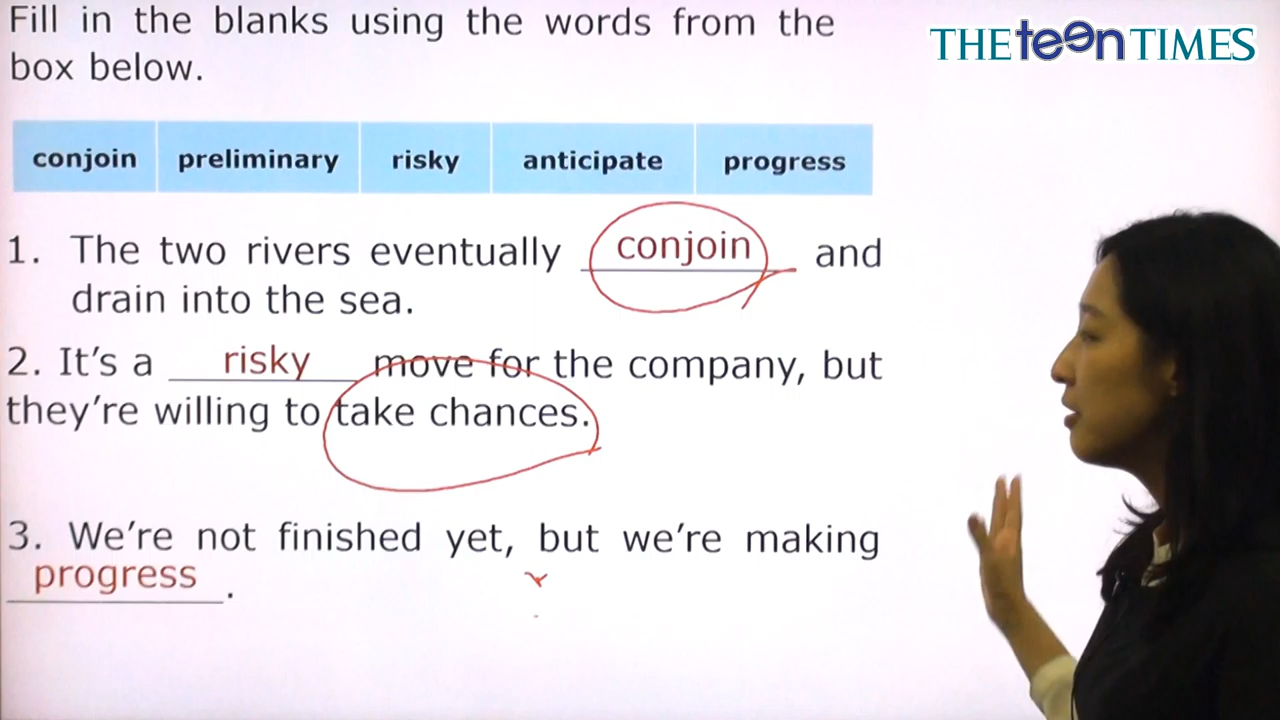 Fill in the blanks using the words from the
box below.
THE teen TIMES
conjoin preliminary risky anticipate progress
1. The two rivers eventually conjoin and
drain into the sea.
2. It's a risky move for the company, but
they're willing to take chances.
3. We're not finished yet, but we're making
progress.